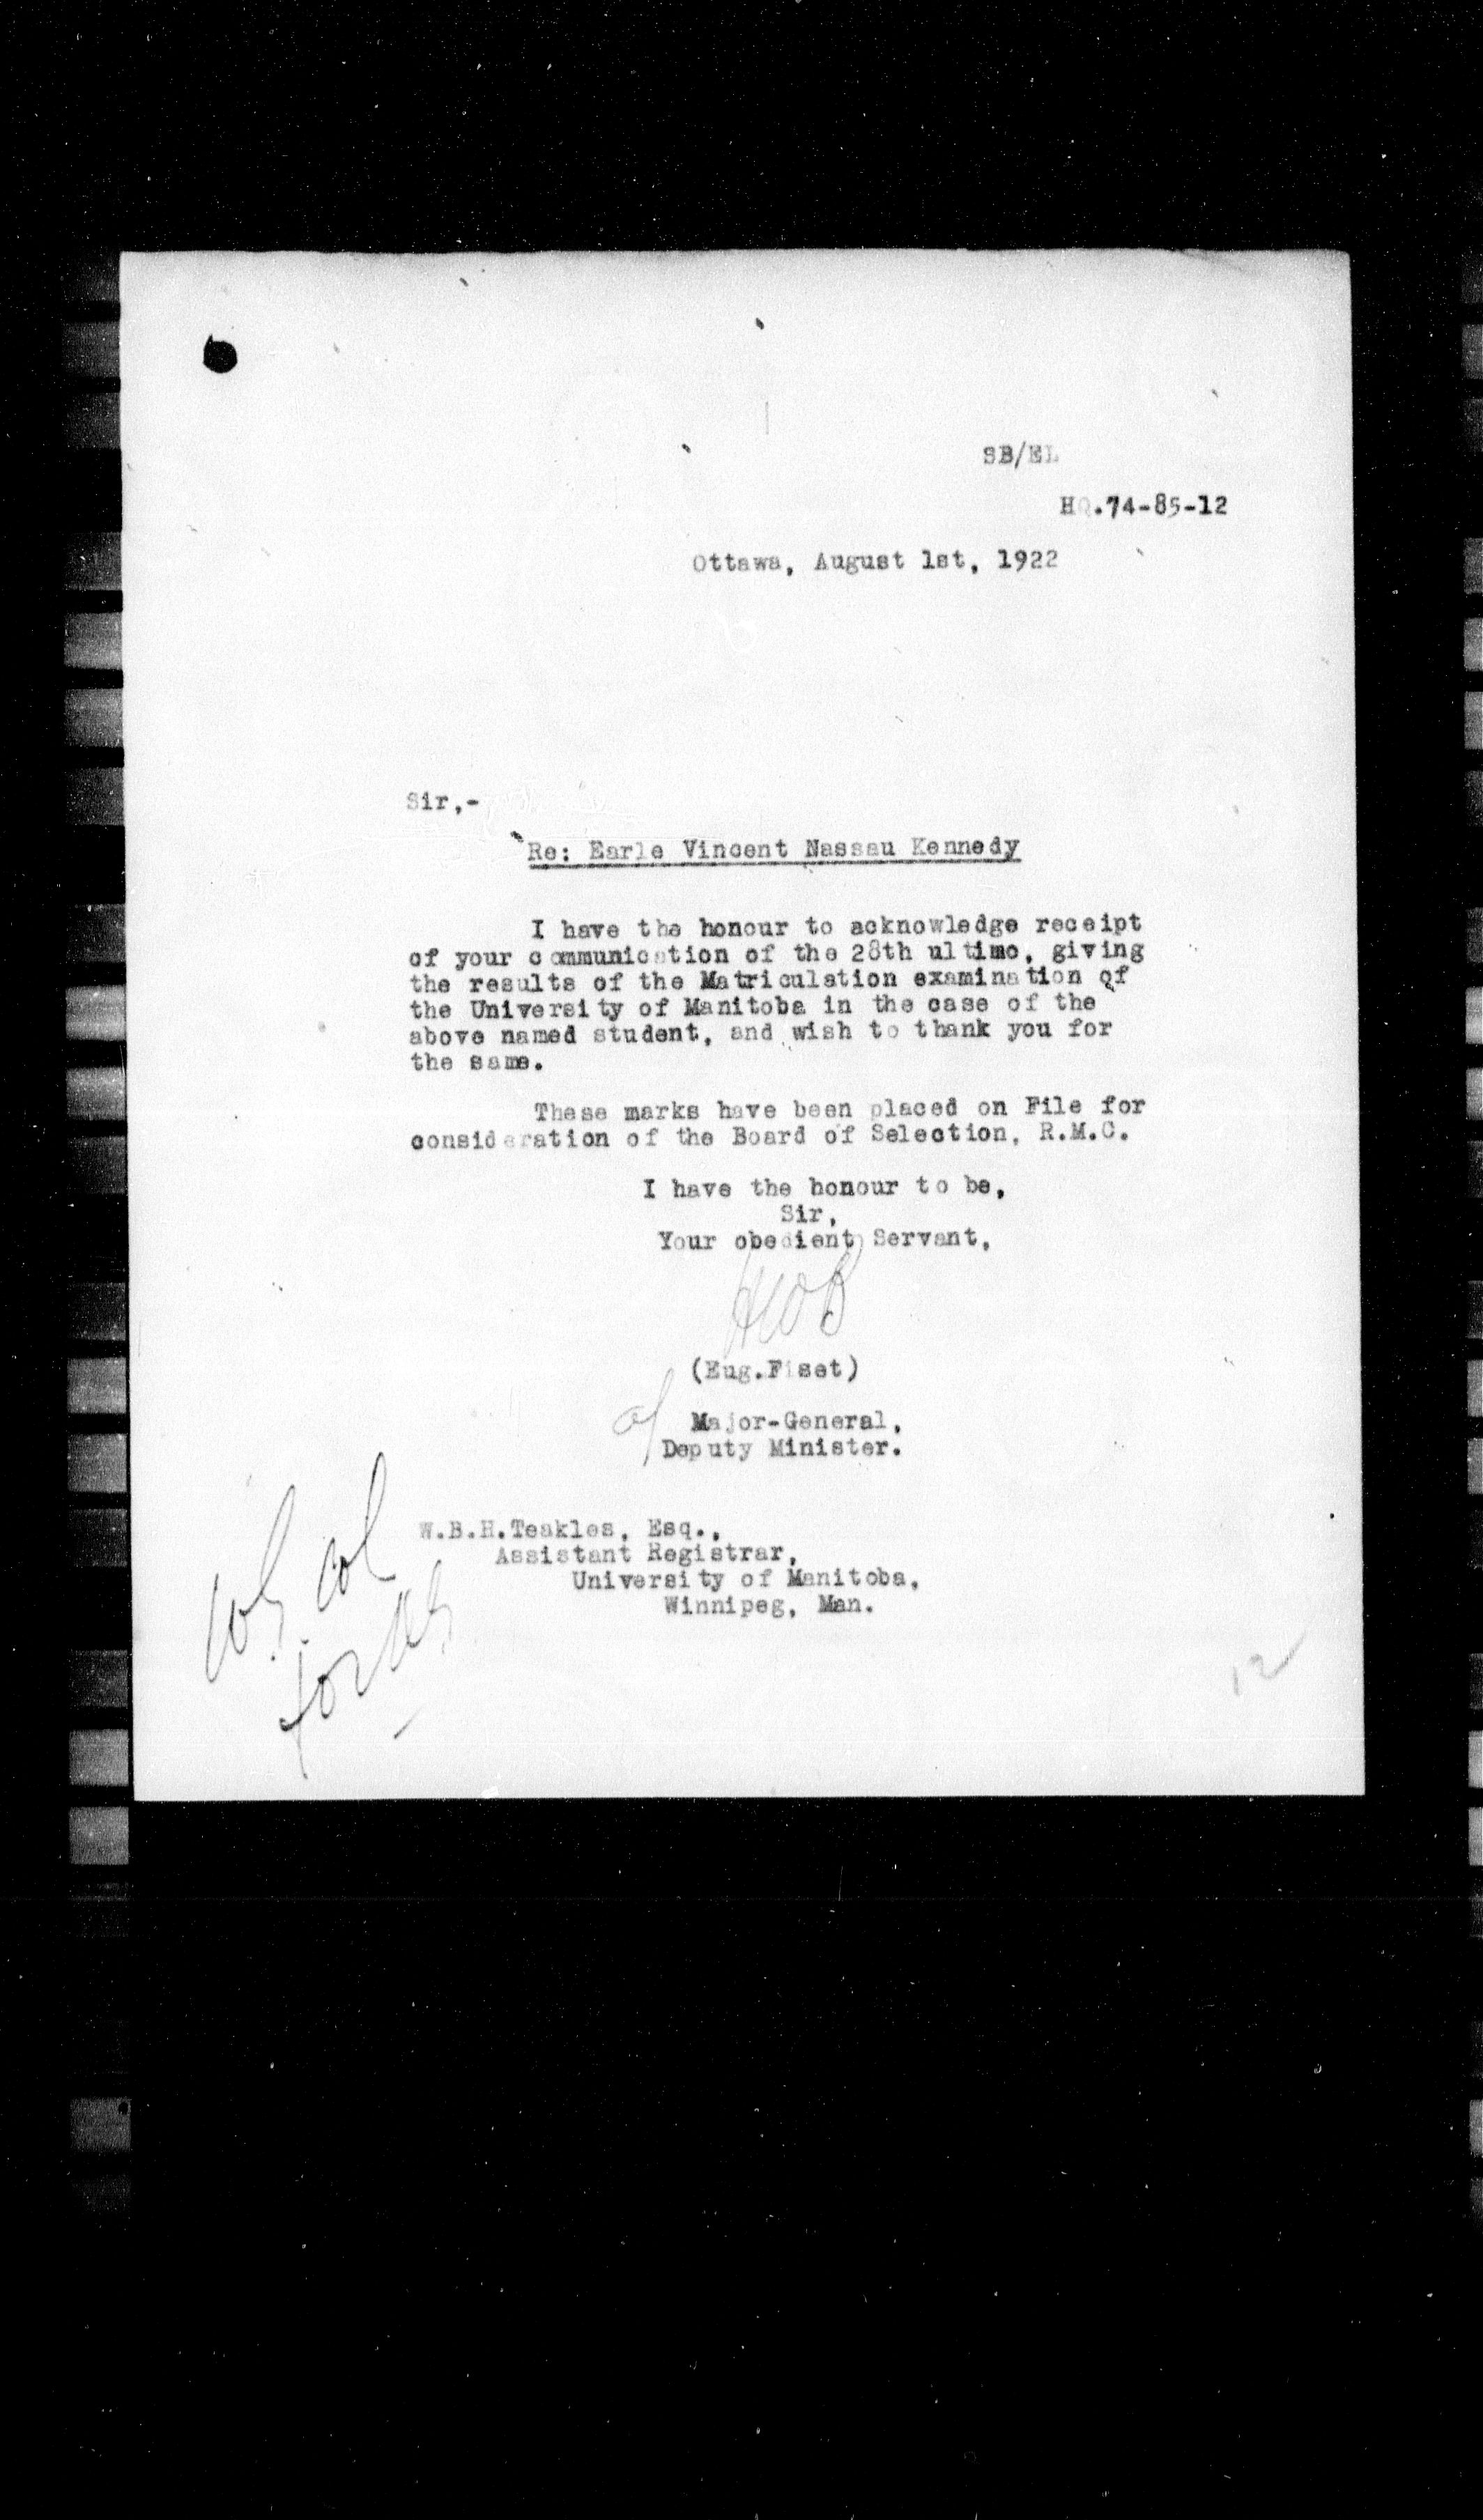 SB/EL
HQ.74-85-12
Ottawa, August 1st, 1922
Sir,-
Re: Earle Vincent Nassau Kennedy
I have the honour to acknowledge receipt
of your communication of the 28th ultimo, giving
the results of the Matriculation examination of
the University of Manitoba in the case of the
above named student, and wish to thank you for
the same.
These marks have been placed on File for
consideration of the Board of Selection, R.M.C.
I have the honour to be,
Sir,
Your obedient Servant,
(Eug.Fiset)
Major-General,
Deputy Minister.
W.B.H.Teakles, Esq.,
Assistant Registrar,
University of Manitoba,
Winnipeg, Man.
12